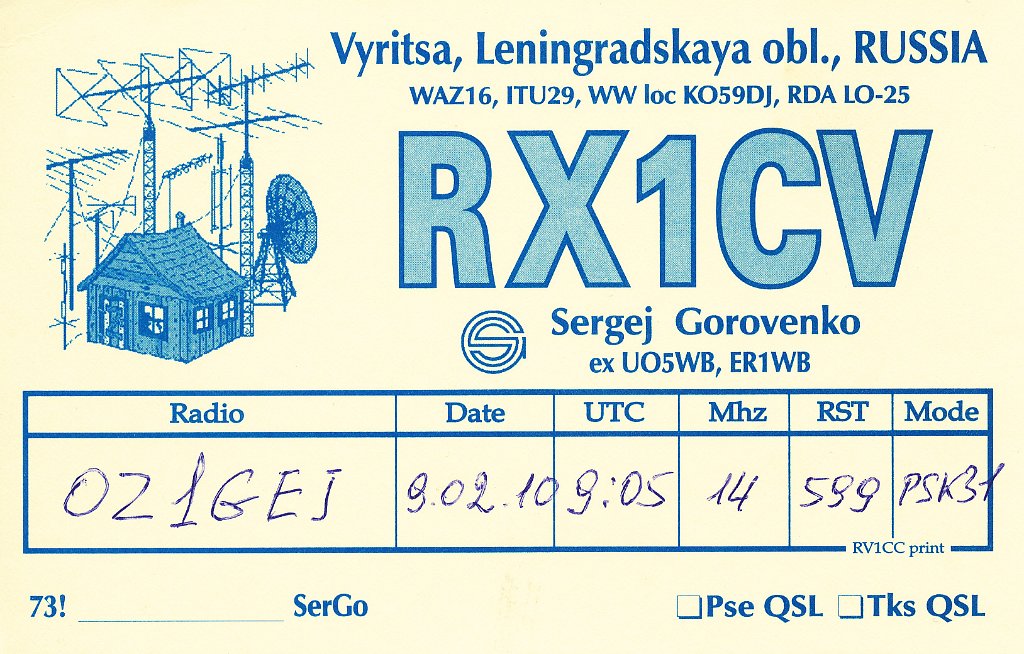 Vyritsa, Leningradskaya obl., RUSSIA
WAZ16, ITU29, WW loc KO59DJ, RDA LO-25
RX1CV
Sergej Gorovenko
ex UO5WB, ER1WB
Radio Date UTC Mhz RST Mode
OZ1GEJ 9.02.10 9:05 14 599 PSK31
RV1CC print
73! SerGo Pse QSL Tks QSL